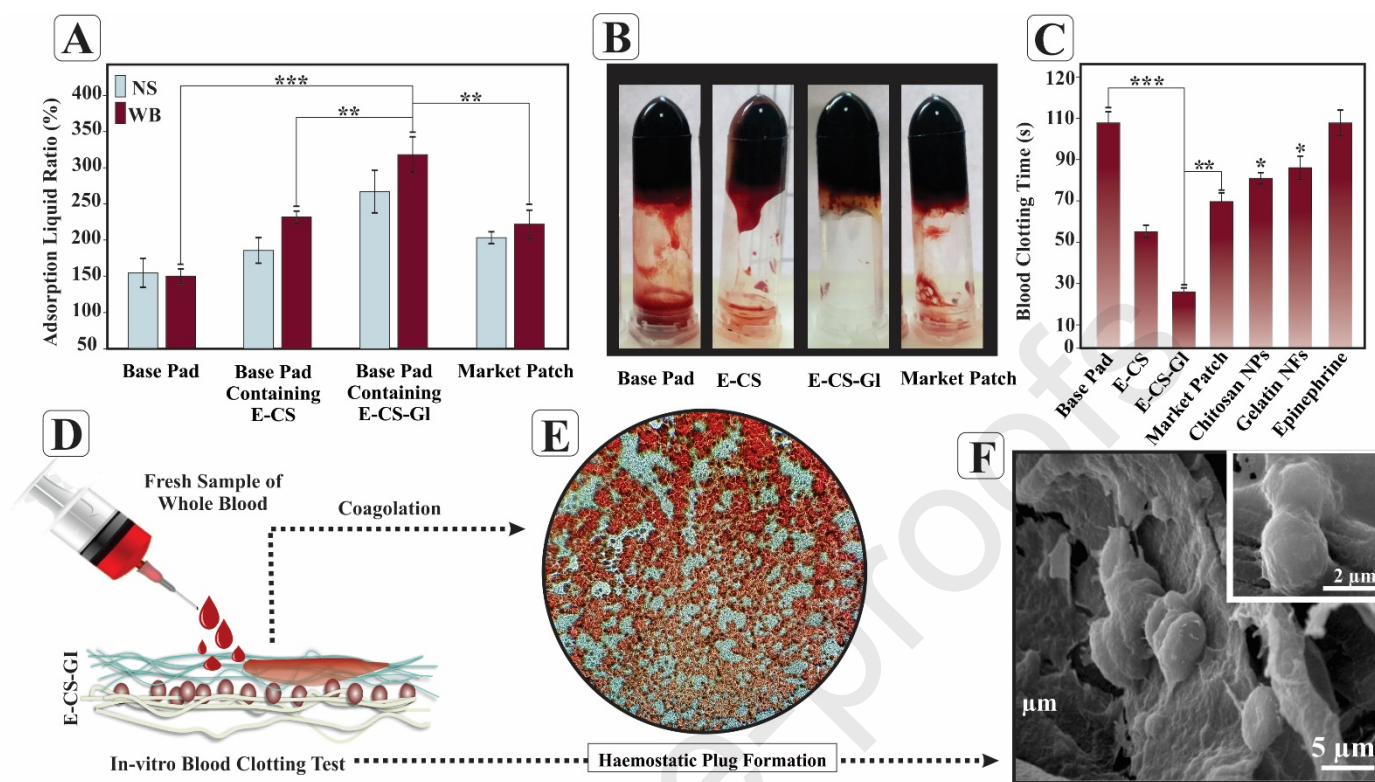 A
NS
WB
***
**
**
Adsorption Liquid Ratio (%)
400
350
300
250
200
150
100
50
Base Pad
Base Pad
Containing
E-CS
Base Pad
Containing
E-CS-Gl
Market Patch
B
Base Pad
E-CS
E-CS-Gl
Market Patch
C
Blood Clotting Time (s)
120
110
90
70
50
30
10
0
***
**
*
*
Base Pad
E-CS
E-CS-Gl
Market Patch
Chitosan NPs
Gelatin NFs
Epinephrine
D
Fresh Sample of
Whole Blood
Coagolation
E-CS-Gl
In-vitro Blood Clotting Test
E
Haemostatic Plug Formation
F
2 µm
µm
5 µm
e-proofs